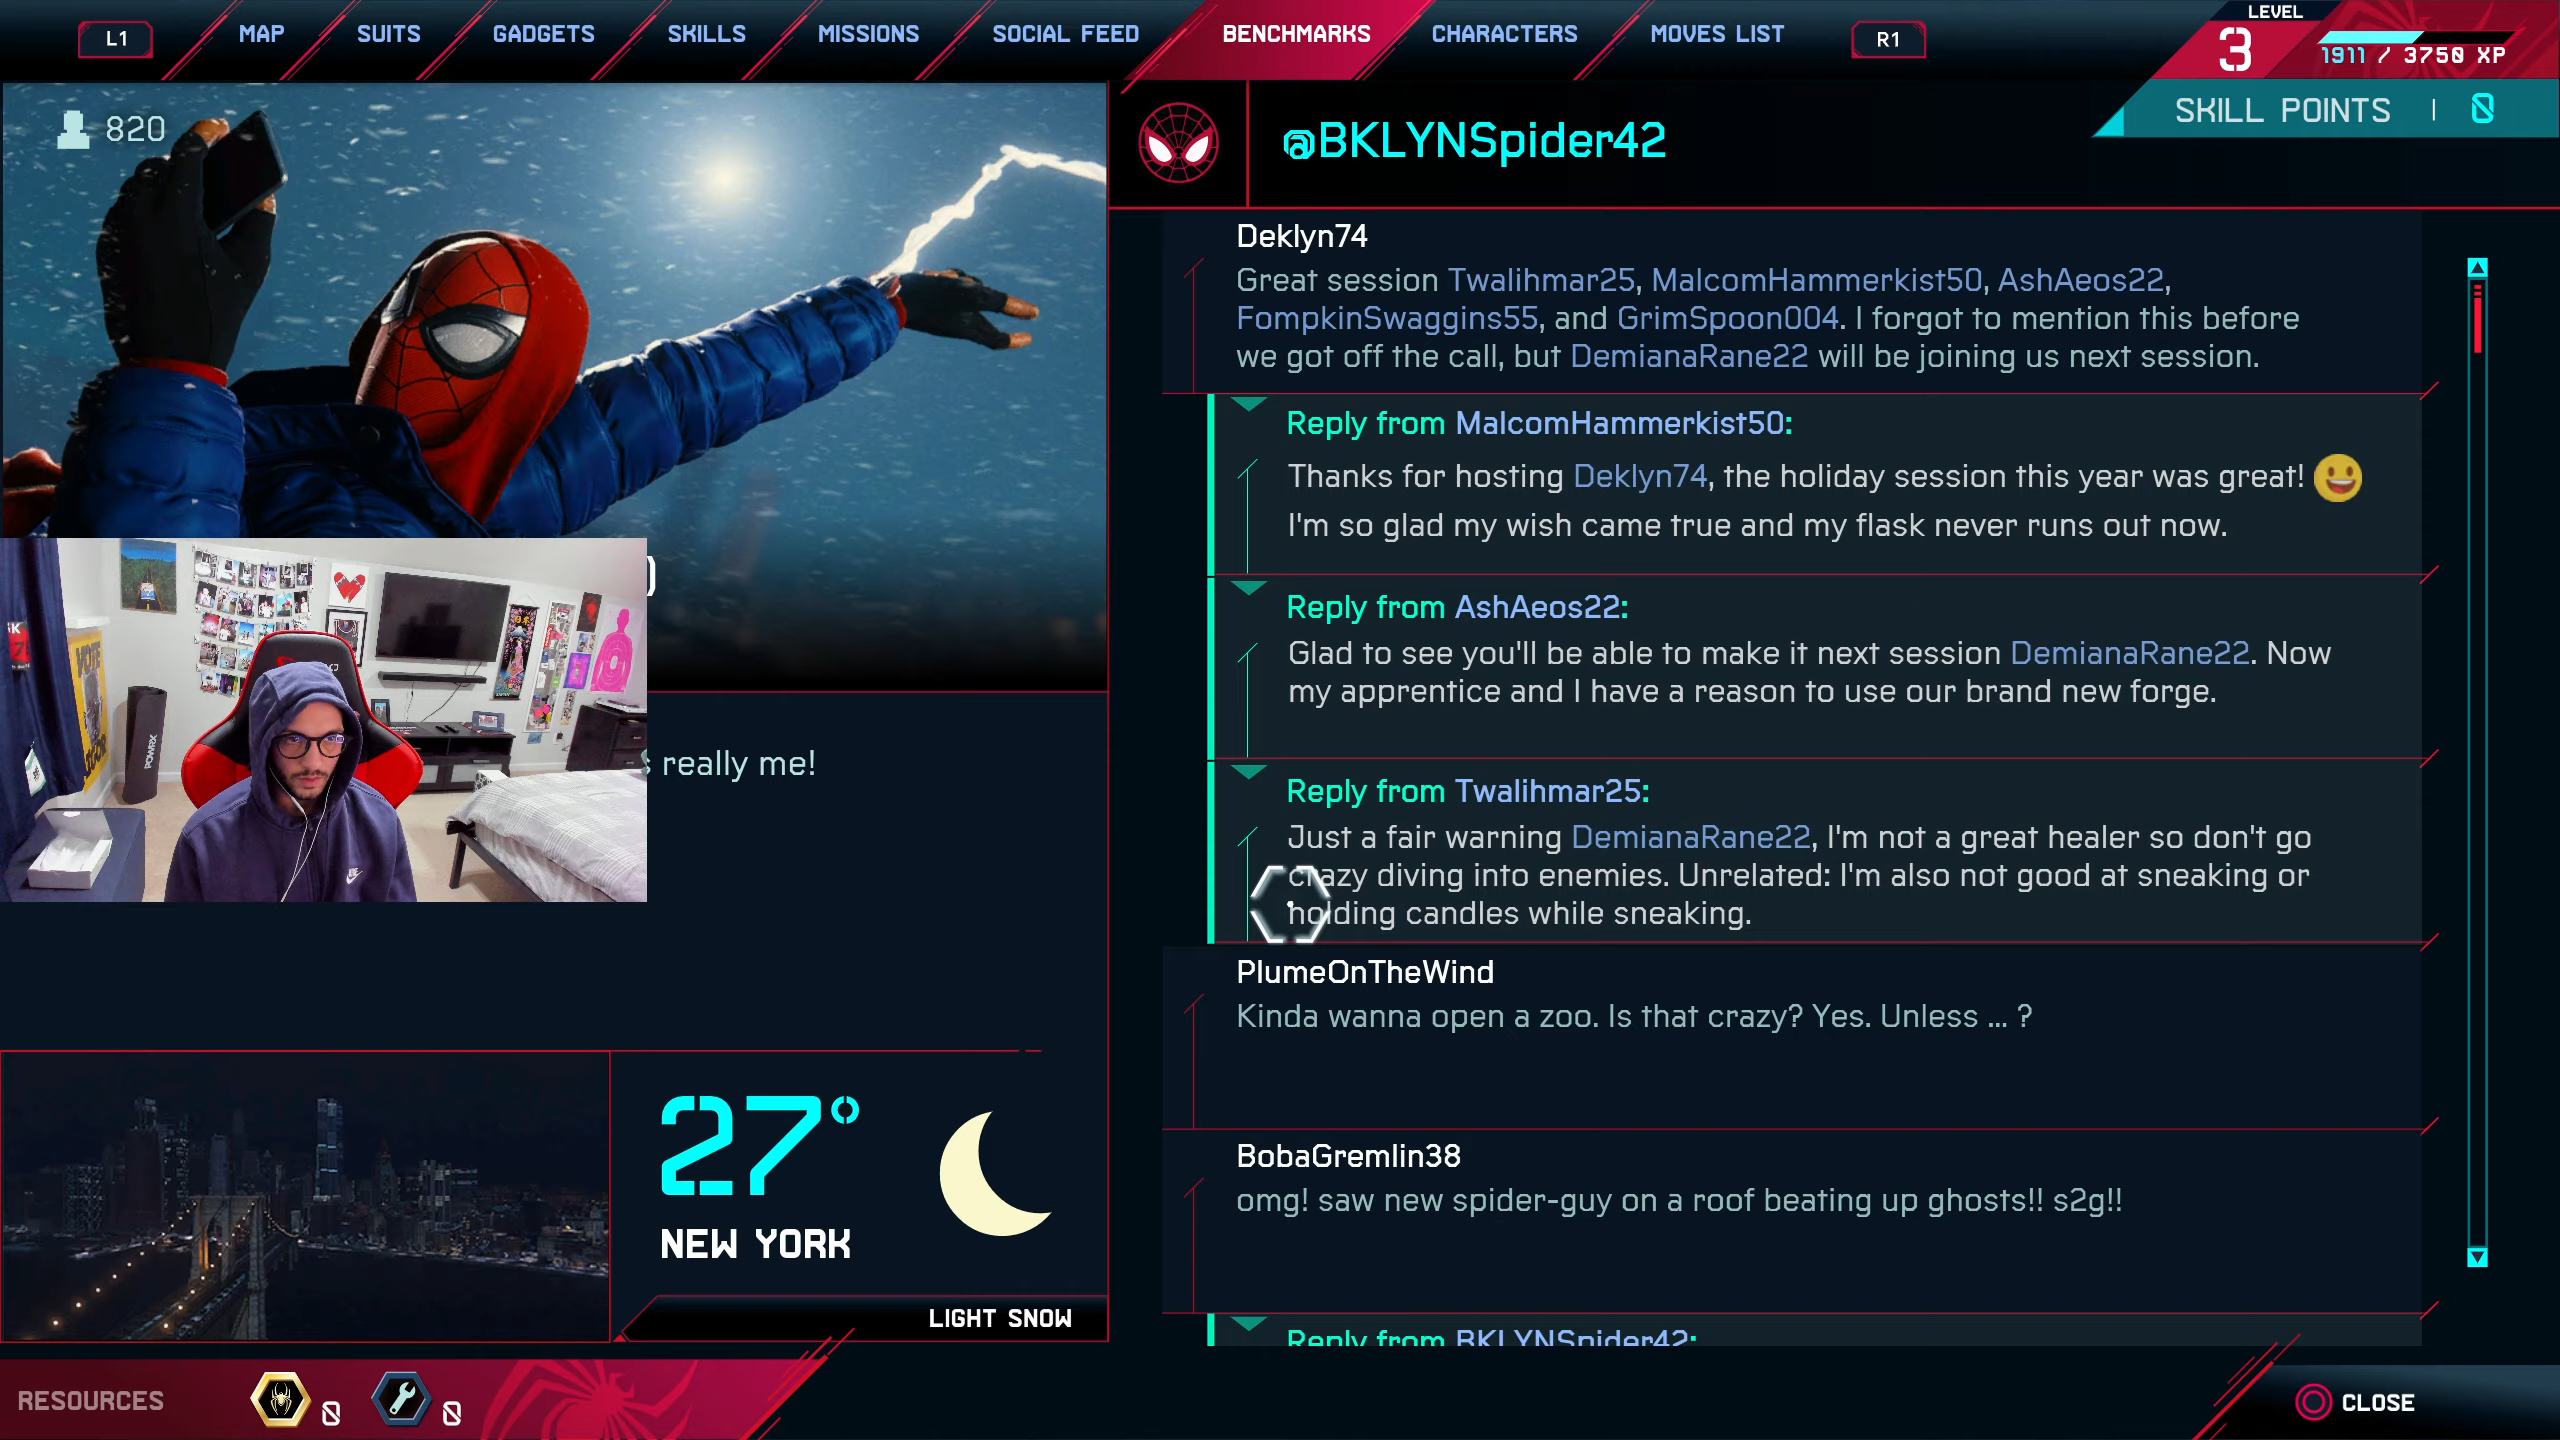 L1
MAP
SUITS
GADGETS
SKILLS
MISSIONS
SOCIAL FEED
BENCHMARKS
CHARACTERS
MOVES LIST
R1
LEVEL
3
1911 / 3750 XP
SKILL POINTS | 0
820
@BKLYNSpider42
Deklyn74
Great session Twalihmar25, MalcomHammerkist50, AshAeos22,
FompkinSwaggins55, and GrimSpoon004. I forgot to mention this before
we got off the call, but DemianaRane22 will be joining us next session.
Reply from MalcomHammerkist50:
Thanks for hosting Deklyn74, the holiday session this year was great! 😀
I'm so glad my wish came true and my flask never runs out now.
Reply from AshAeos22:
Glad to see you'll be able to make it next session DemianaRane22. Now
my apprentice and I have a reason to use our brand new forge.
Reply from Twalihmar25:
Just a fair warning DemianaRane22, I'm not a great healer so don't go
crazy diving into enemies. Unrelated: I'm also not good at sneaking or
holding candles while sneaking.
PlumeOnTheWind
Kinda wanna open a zoo. Is that crazy? Yes. Unless ... ?
BobaGremlin38
omg! saw new spider-guy on a roof beating up ghosts!! s2g!!
Reply from BKLYNSpider42:
)
really me!
VOTE
POWRX
27°
NEW YORK
LIGHT SNOW
RESOURCES
0
0
CLOSE